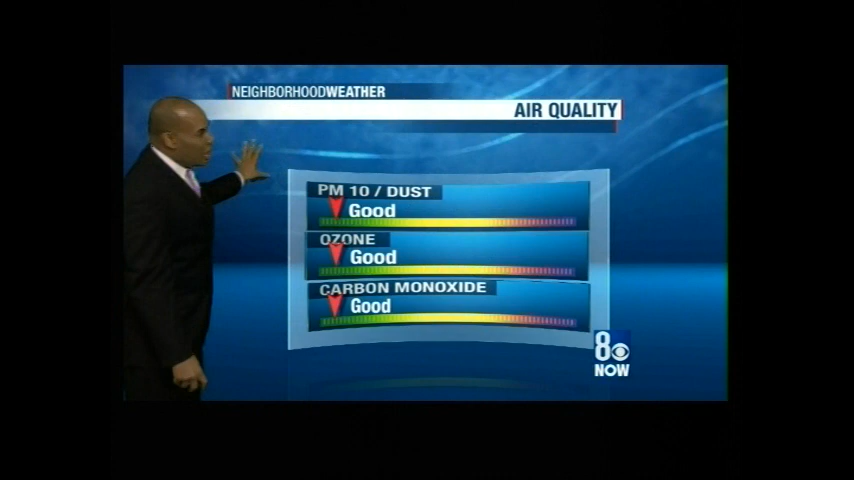 NEIGHBORHOODWEATHER
AIR QUALITY
PM 10 / DUST
Good
OZONE
Good
CARBON MONOXIDE
Good
8
NOW